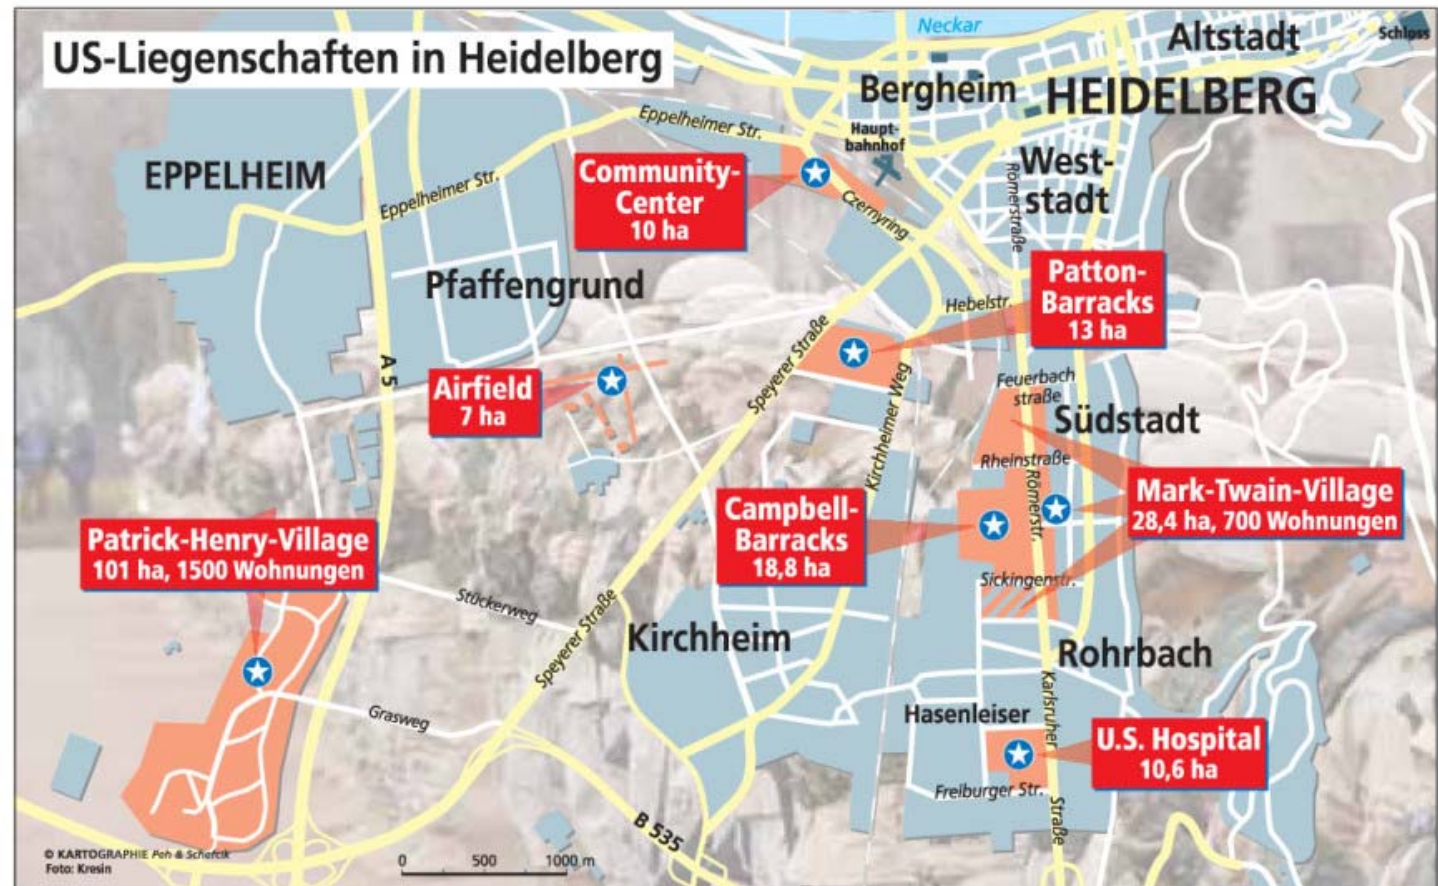 US-Liegenschaften in Heidelberg
Neckar
Altstadt
Schloss
Bergheim
HEIDELBERG
Eppelheimer Str.
Haupt-
bahnhof
EPPELHEIM
Eppelheimer Str.
Community-
Center
10 ha
West-
stadt
Römerstraße
Czernyring
Pfaffengrund
Patton-
Barracks
13 ha
Hebelstr.
Speyerer Straße
A 5
Airfield
7 ha
Feuerbach
straße
Südstadt
Kirchheimer Weg
Rheinstraße
Römerstr.
Mark-Twain-Village
28,4 ha, 700 Wohnungen
Campbell-
Barracks
18,8 ha
Patrick-Henry-Village
101 ha, 1500 Wohnungen
Sickingenstr.
Stückerweg
Speyerer Straße
Kirchheim
Rohrbach
Karlsruher
Straße
Grasweg
Hasenleiser
U.S. Hospital
10,6 ha
Freiburger Str.
B 535
© KARTOGRAPHIE Peh & Schefcik
Foto: Kresin
0 500 1000 m